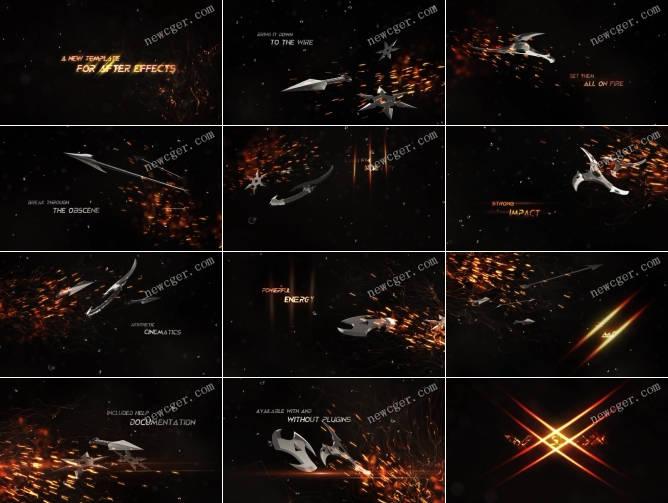 newcger.com
A NEW TEMPLATE
FOR AFTER EFFECTS
newcger.com
BRING IT DOWN
TO THE WIRE
newcger.com
SET THEM
ALL ON FIRE
newcger.com
BREAK THROUGH
THE OBSCENE
newcger.com
newcger.com
STRONG
IMPACT
newcger.com
CINEMATICS
newcger.com
POWERFUL
ENERGY
newcger.com
newcger.com
INCLUDED HELP
DOCUMENTATION
newcger.com
AVAILABLE WITH AND
WITHOUT PLUGINS
newcger.com
S